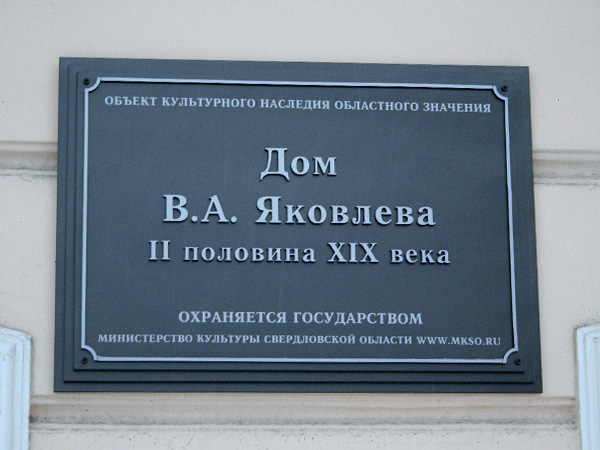 ОБЪЕКТ КУЛЬТУРНОГО НАСЛЕДИЯ ОБЛАСТНОГО ЗНАЧЕНИЯ
Дом
В.А. Яковлева
II половина XIX века
ОХРАНЯЕТСЯ ГОСУДАРСТВОМ
МИНИСТЕРСТВО КУЛЬТУРЫ СВЕРДЛОВСКОЙ ОБЛАСТИ WWW.MKSO.RU